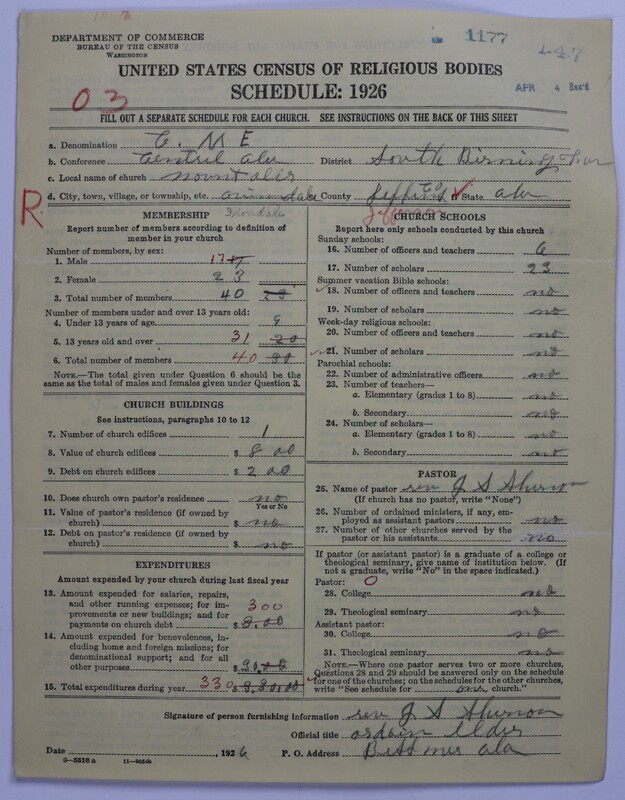 DEPARTMENT OF COMMERCE
BUREAU OF THE CENSUS
WASHINGTON
1177
1-47
UNITED STATES CENSUS OF RELIGIOUS BODIES
SCHEDULE: 1926
APR 4 Rec'd
03
FILL OUT A SEPARATE SCHEDULE FOR EACH CHURCH. SEE INSTRUCTIONS ON THE BACK OF THIS SHEET
a. Denomination C. M E
b. Conference Centril ala District South Birmingham
c. Local name of church
R
d. City, town, village, or township, etc. County State ala
Irondale Jefferson
MEMBERSHIP
Report number of members according to definition of
member in your church
Number of members, by sex:
1. Male 17 17
2. Female 23
3. Total number of members 40
Number of members under and over 13 years old:
4. Under 13 years of age 9
5. 13 years old and over 31 20
6. Total number of members 40
NOTE.—The total given under Question 6 should be
same as the total of males and females given under Question 3.
CHURCH BUILDINGS
See instructions, paragraphs 10 to 12
7. Number of church edifices 1
8. Value of church edifices $ 8 00
9. Debt on church edifices $ 2 00
10. Does church own pastor's residence no
Yes or No
11. Value of pastor's residence (if owned by
church) $ no
12. Debt on pastor's residence (if owned by
church) $ no
EXPENDITURES
Amount expended by your church during last fiscal year
13. Amount expended for salaries, repairs,
and other running expenses; for im-
provements or new buildings; and for
payments on church debt 300 $
14. Amount expended for benevolences,
including home and foreign missions; for
denominational support; and for all
other purposes $
15. Total expenditures during year 330 $
CHURCH SCHOOLS
Report here only schools conducted by this church
Sunday schools:
16. Number of officers and teachers 6
17. Number of scholars 23
Summer vacation Bible schools:
18. Number of officers and teachers no
19. Number of scholars no
Week-day religious schools:
20. Number of officers and teachers no
21. Number of scholars no
Parochial schools:
22. Number of administrative officers no
23. Number of teachers—
a. Elementary (grades 1 to 8) no
b. Secondary no
24. Number of scholars—
a. Elementary (grades 1 to 8) no
b. Secondary no
PASTOR
25. Name of pastor rev J S
(If church has no pastor, write "None")
26. Number of ordained ministers, if any, em-
ployed as assistant pastors no
27. Number of other churches served by the
pastor or his assistants no
If pastor (or assistant pastor) is a graduate of a college or
theological seminary, give name of institution below. (If
not a graduate, write "No" in the space indicated.)
Pastor: 0
28. College no
29. Theological seminary no
Assistant pastor:
30. College no
31. Theological seminary no
NOTE.—Where one pastor serves two or more churches,
Questions 28 and 29 should be answered only on the schedule
for one of the churches; on the schedules for the other churches,
write "See schedule for one church."
Signature of person furnishing information rev J S
Official title ordain elder
Date , 1926 P. O. Address Bessmer ala